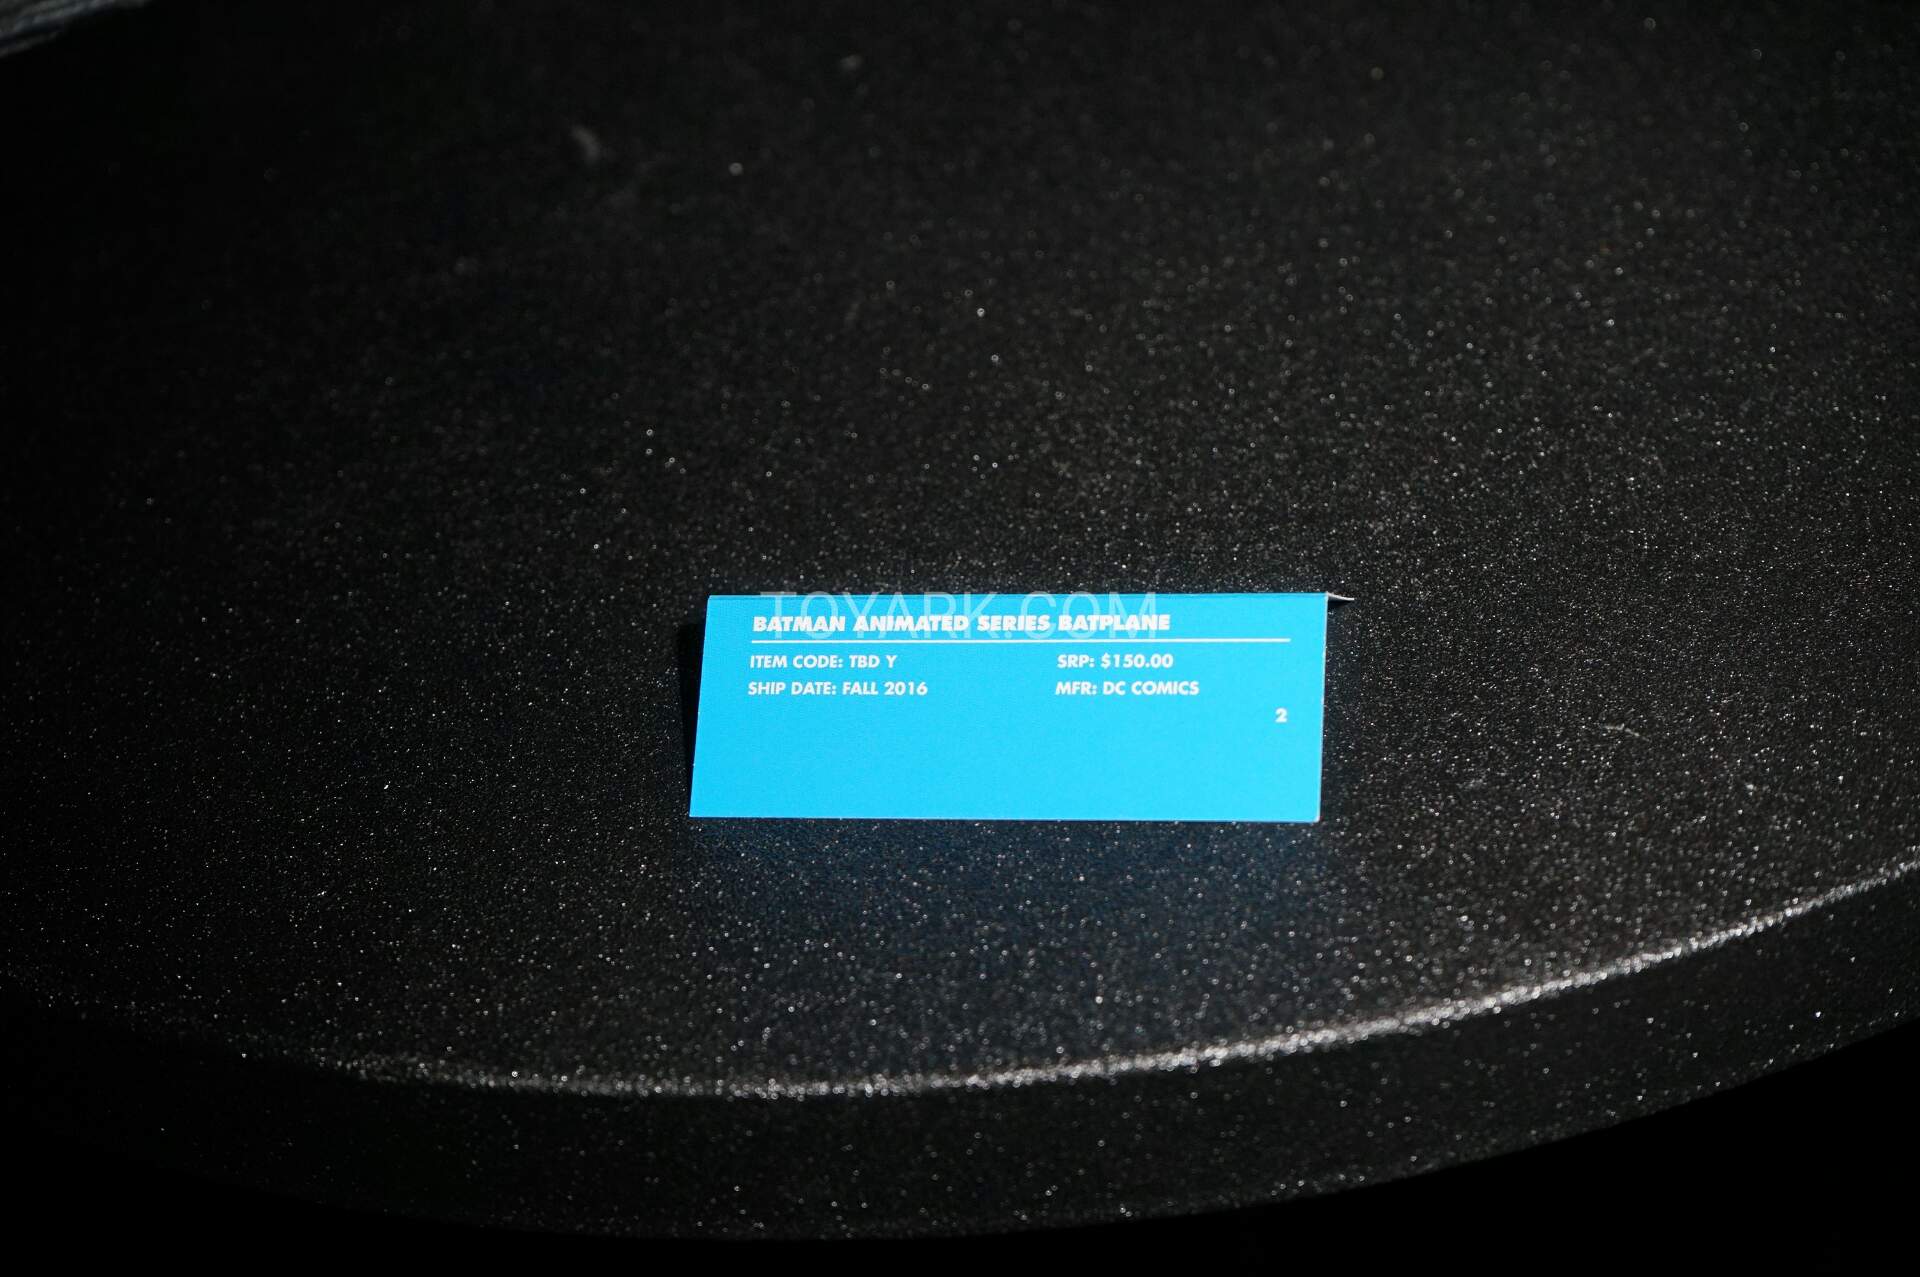 TOYARK.COM
BATMAN ANIMATED SERIES BATPLANE
ITEM CODE: TBD Y
SRP: $150.00
SHIP DATE: FALL 2016
MFR: DC COMICS
2